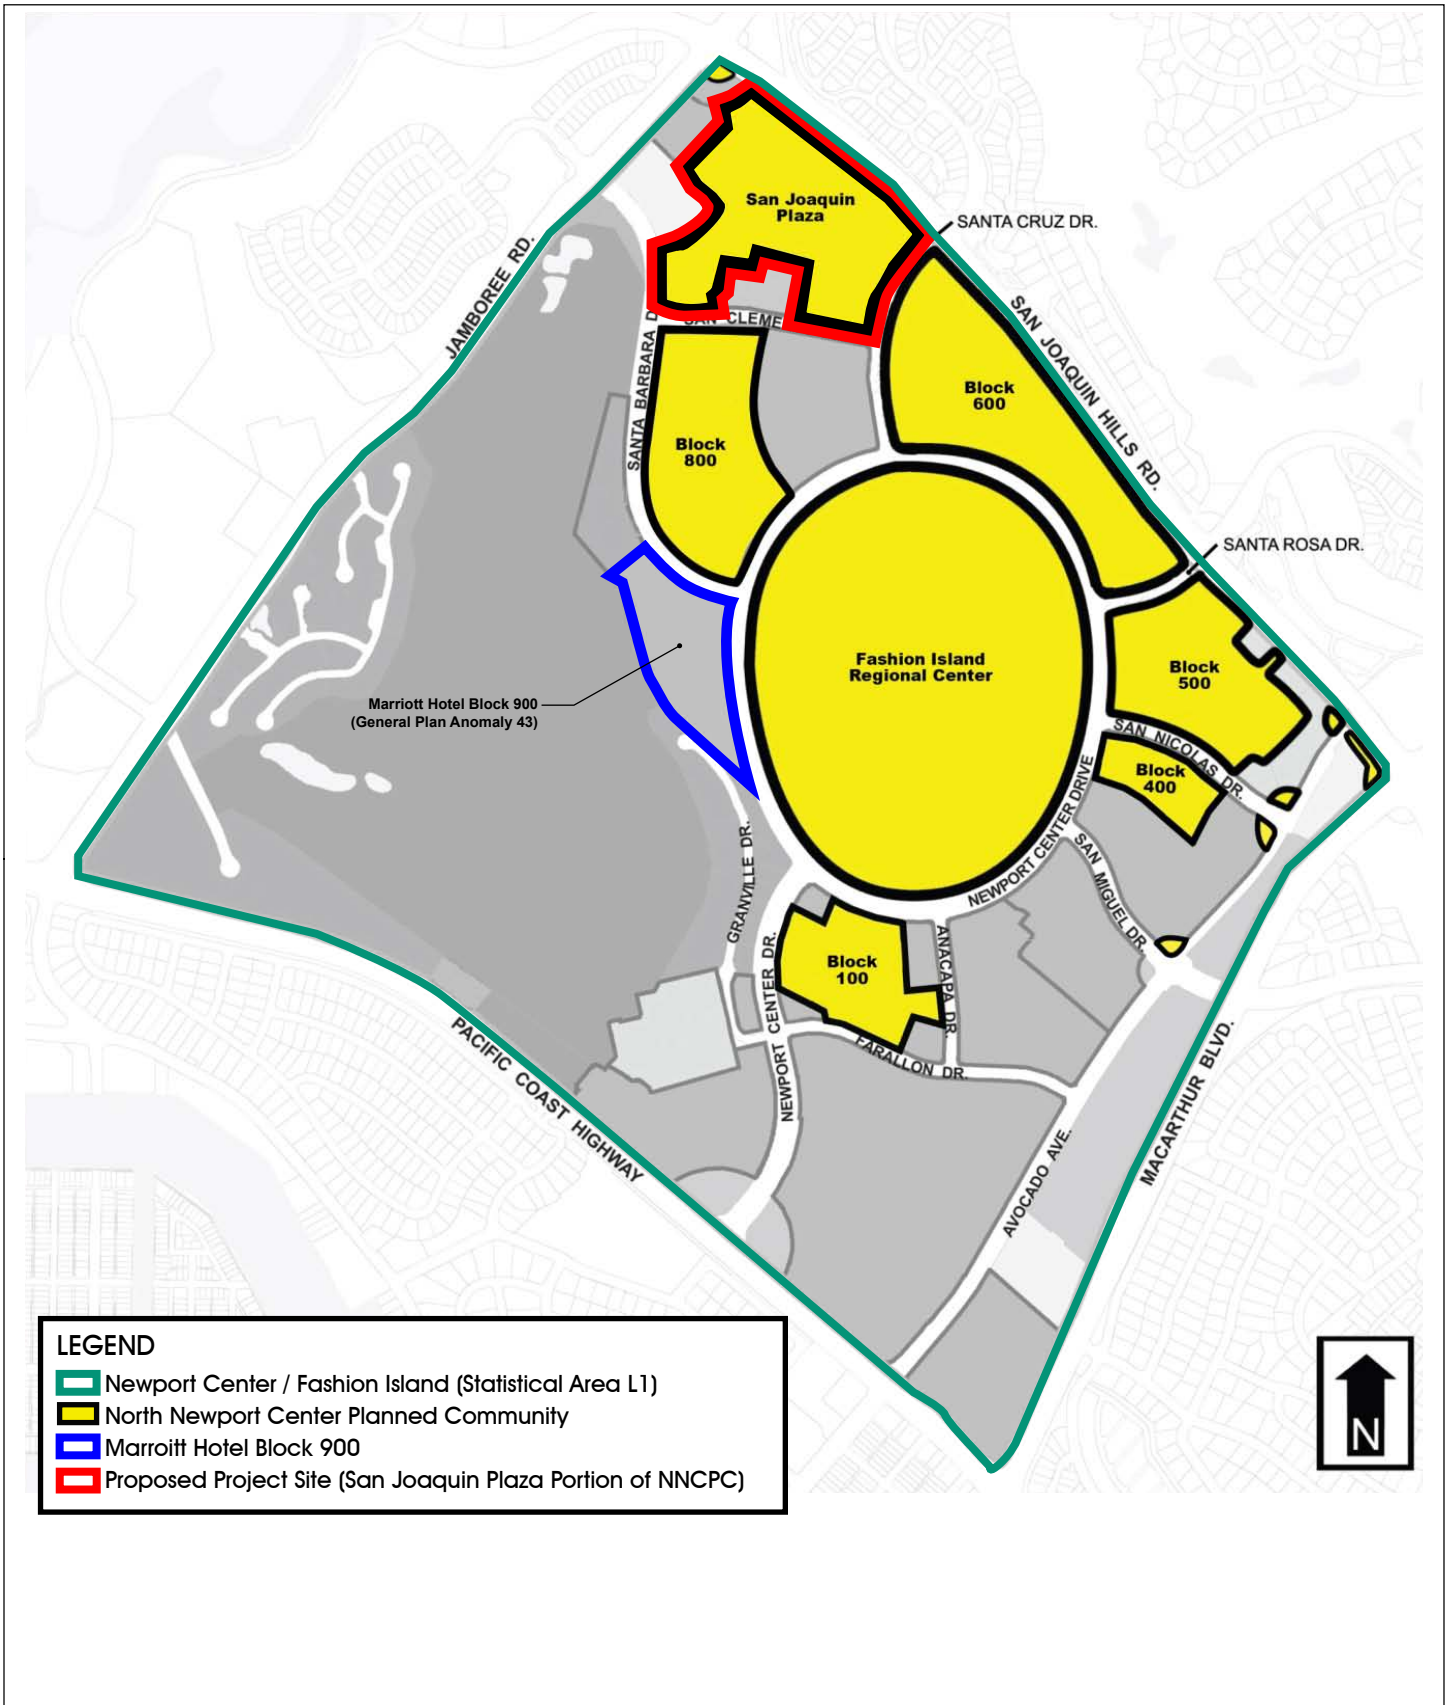 San Joaquin
Plaza
SANTA CRUZ DR.
JAMBOREE RD.
SAN JOAQUIN HILLS RD.
SAN CLEME
SANTA BARBARA D
Block
600
Block
800
SANTA ROSA DR.
Fashion Island
Regional Center
Block
500
Marriott Hotel Block 900
(General Plan Anomaly 43)
SAN NICOLAS DR.
Block
400
NEWPORT CENTER DRIVE
SAN MIGUEL DR.
GRANVILLE DR.
NEWPORT CENTER DR.
Block
100
ANACAPA DR.
FARALLON DR.
PACIFIC COAST HIGHWAY
NEWPORT
AVOCADO AVE.
MACARTHUR BLVD.
LEGEND
Newport Center / Fashion Island (Statistical Area L1)
North Newport Center Planned Community
Marroitt Hotel Block 900
Proposed Project Site (San Joaquin Plaza Portion of NNCPC)
N